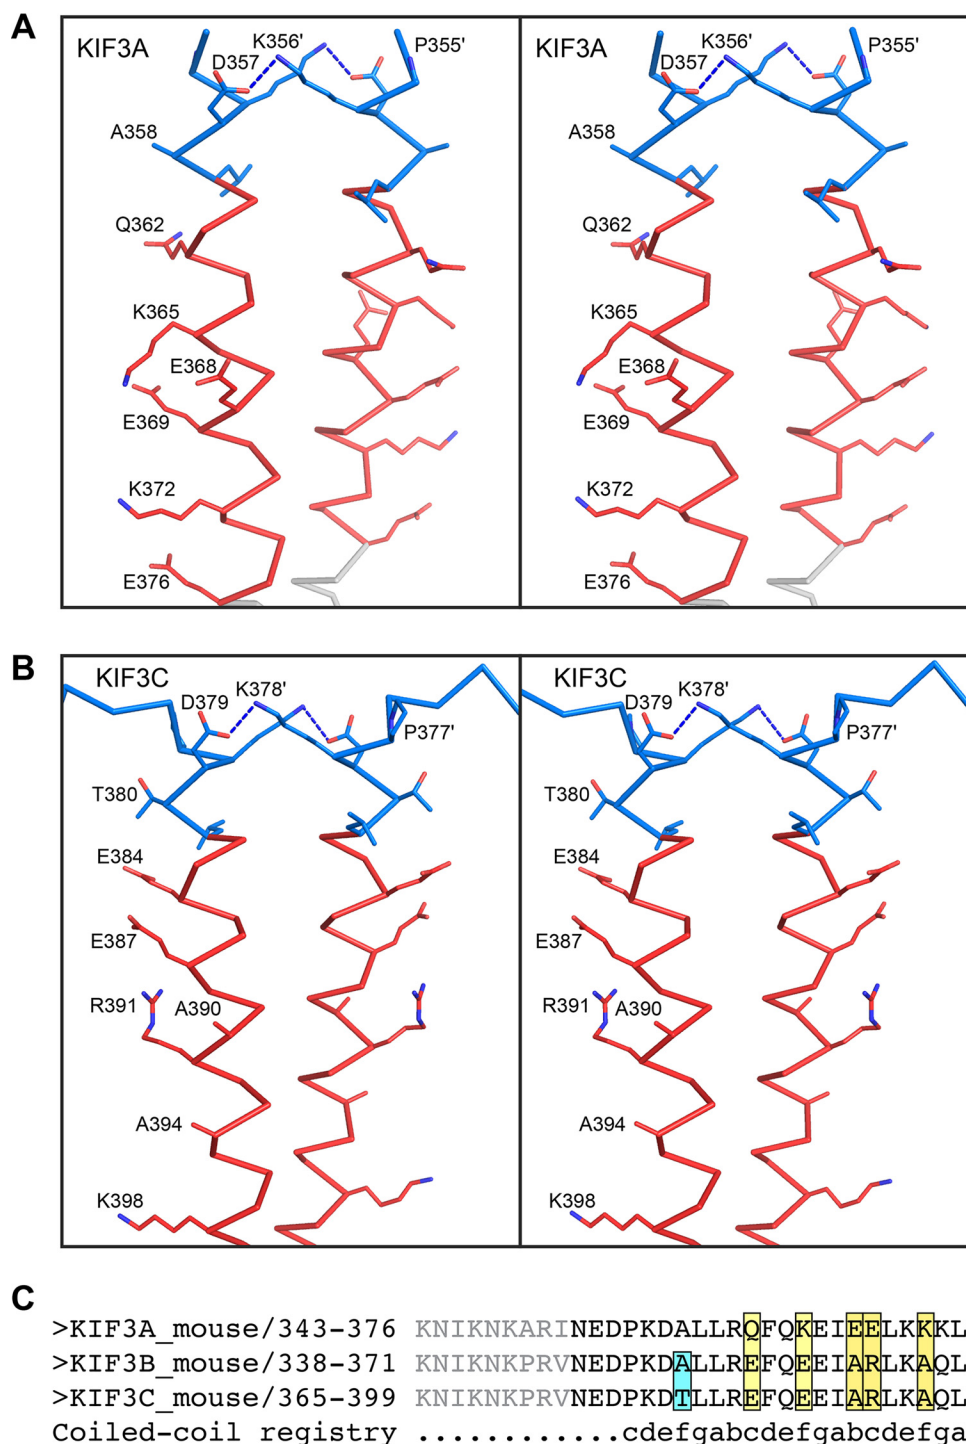 A
KIF3A K356' P355' KIF3A K356' P355'
D357 D357
A358 A358
Q362 Q362
K365 K365
E368 E368
E369 E369
K372 K372
E376 E376
B
KIF3C D379 K378' KIF3C D379 K378'
P377' P377'
T380 T380
E384 E384
E387 E387
R391 A390 R391 A390
A394 A394
K398 K398
C
>KIF3A_mouse/343-376 KNIKNKARINEDPKDALLRQFQKEIEELKKKL
>KIF3B_mouse/338-371 KNIKNKPRVNEDPKDALLREFQEEIARLKAQL
>KIF3C_mouse/365-399 KNIKNKPRVNEDPKDTLLREFQEEIARLKAQL
Coiled-coil registry ............cdefgabcdefgabcdefga